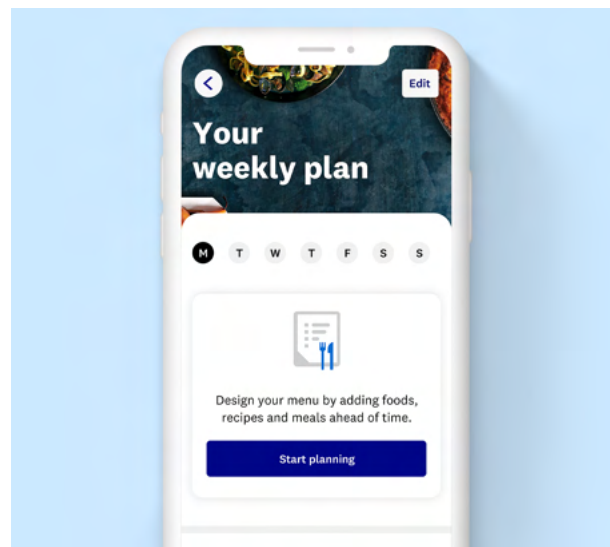 Edit
Your
weekly plan
M T W T F S S
Design your menu by adding foods,
recipes and meals ahead of time.
Start planning